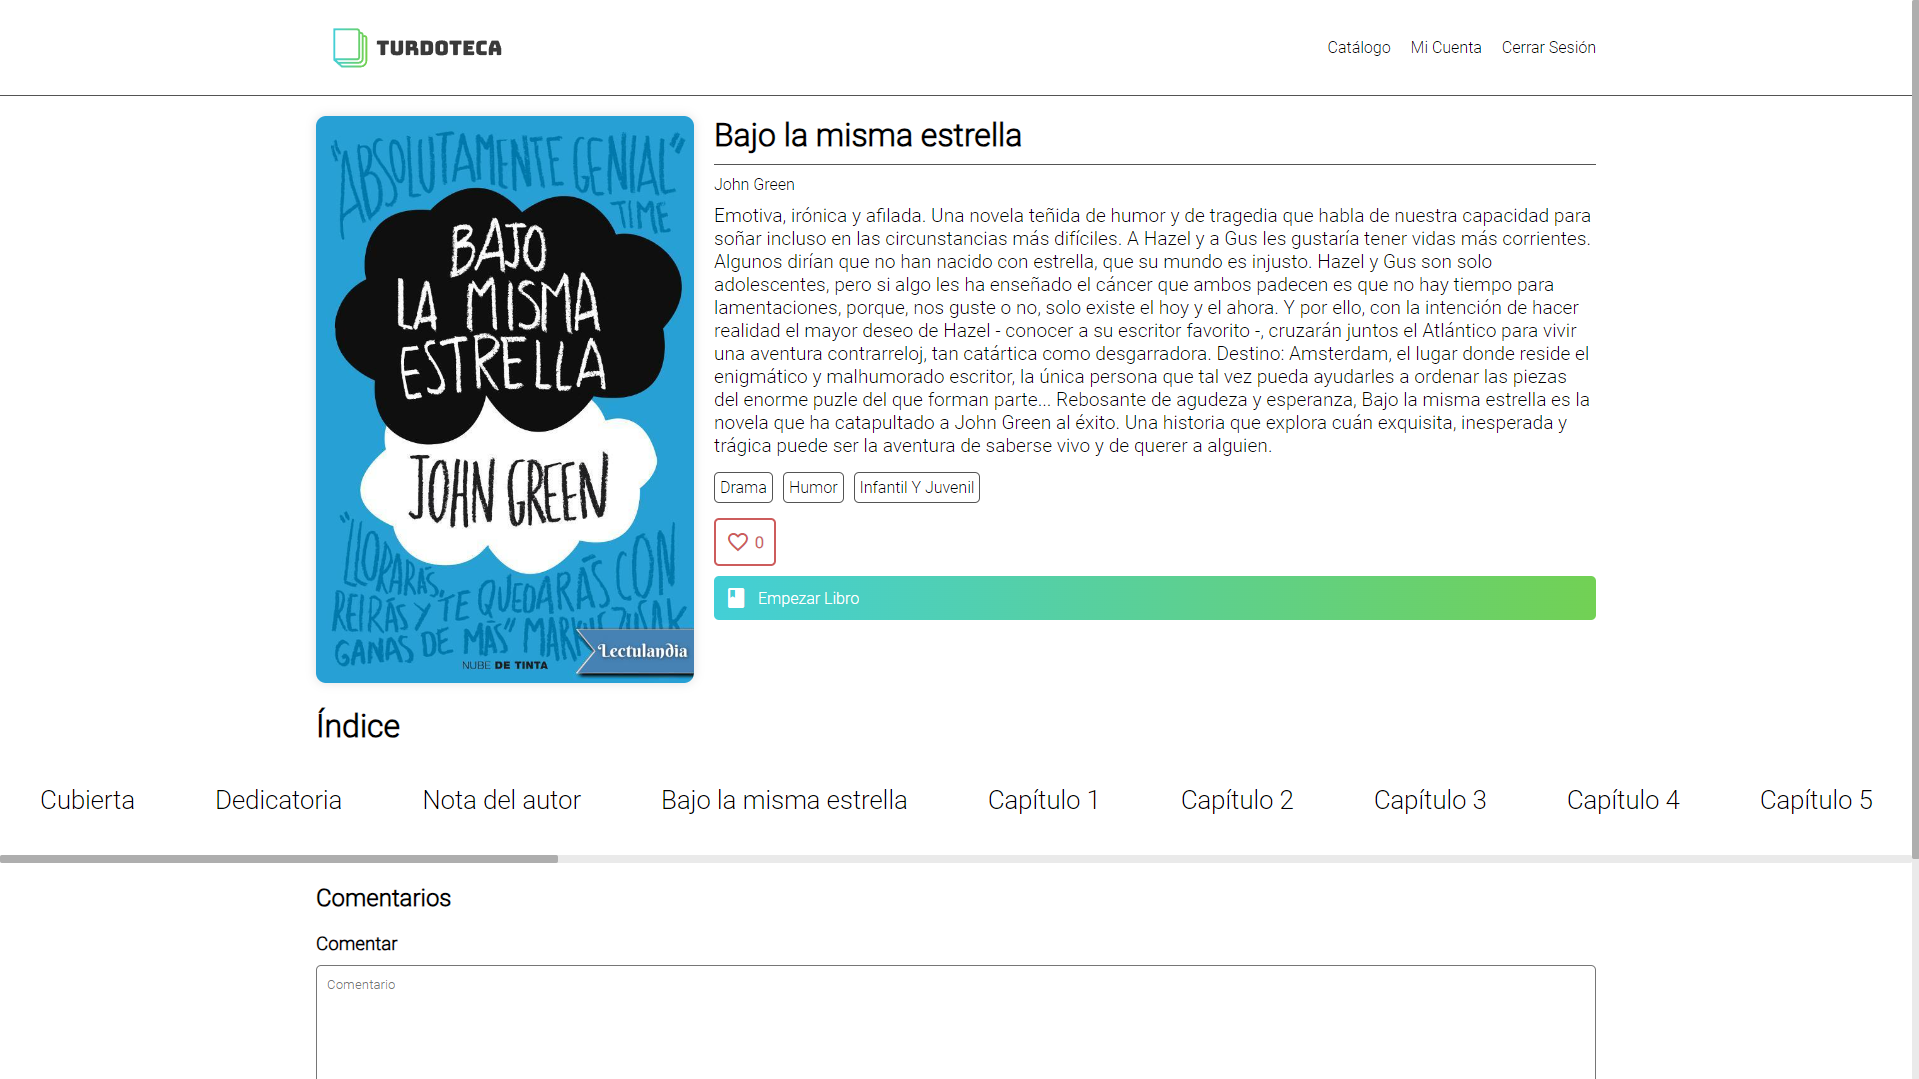 TURDOTECA
Catálogo
Mi Cuenta
Cerrar Sesión
"ABSOLUTAMENTE GENIAL"
TIME
BAJO
LA MISMA
ESTRELLA
JOHN GREEN
"LLORARÁS,
REIRÁS Y TE QUEDARÁS CON
GANAS DE MÁS" MARKUS ZUSAK
NUBE DE TINTA
Lectulandia
Bajo la misma estrella
John Green
Emotiva, irónica y afilada. Una novela teñida de humor y de tragedia que habla de nuestra capacidad para
soñar incluso en las circunstancias más difíciles. A Hazel y a Gus les gustaría tener vidas más corrientes.
Algunos dirían que no han nacido con estrella, que su mundo es injusto. Hazel y Gus son solo
adolescentes, pero si algo les ha enseñado el cáncer que ambos padecen es que no hay tiempo para
lamentaciones, porque, nos guste o no, solo existe el hoy y el ahora. Y por ello, con la intención de hacer
realidad el mayor deseo de Hazel - conocer a su escritor favorito -, cruzarán juntos el Atlántico para vivir
una aventura contrarreloj, tan catártica como desgarradora. Destino: Amsterdam, el lugar donde reside el
enigmático y malhumorado escritor, la única persona que tal vez pueda ayudarles a ordenar las piezas
del enorme puzle del que forman parte... Rebosante de agudeza y esperanza, Bajo la misma estrella es la
novela que ha catapultado a John Green al éxito. Una historia que explora cuán exquisita, inesperada y
trágica puede ser la aventura de saberse vivo y de querer a alguien.
Drama
Humor
Infantil Y Juvenil
0
Empezar Libro
Índice
Cubierta
Dedicatoria
Nota del autor
Bajo la misma estrella
Capítulo 1
Capítulo 2
Capítulo 3
Capítulo 4
Capítulo 5
Comentarios
Comentar
Comentario